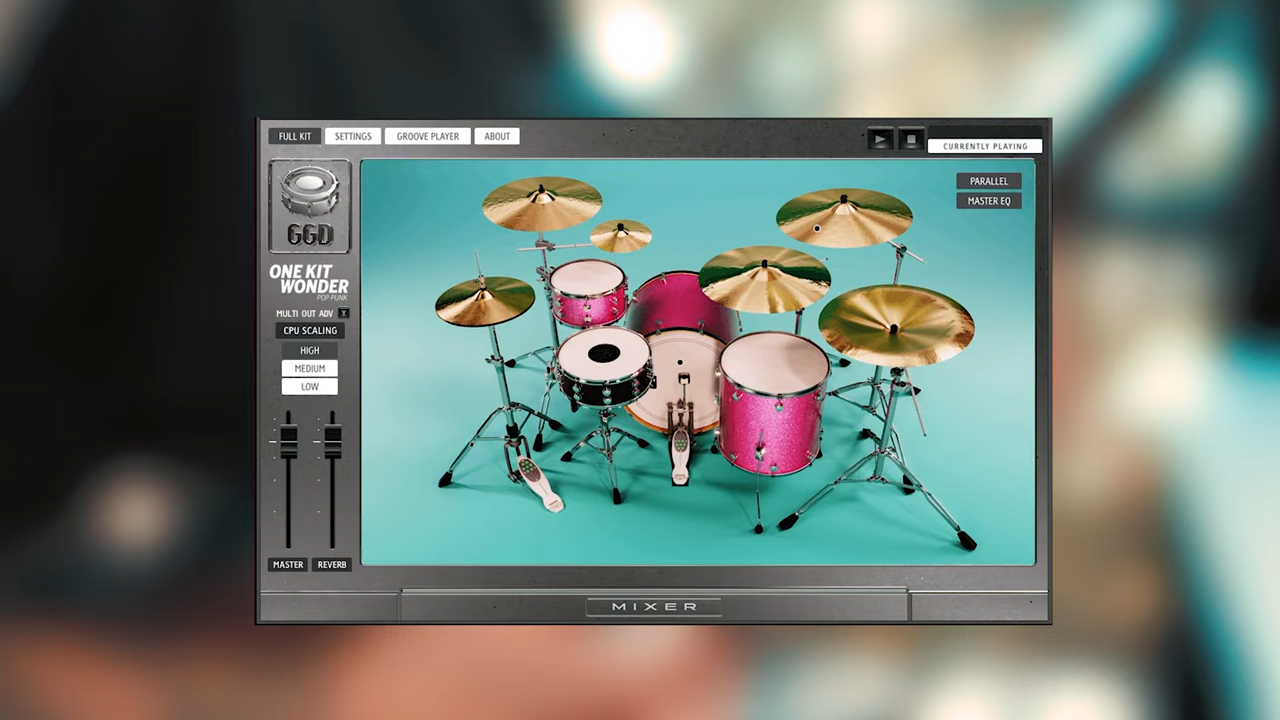 FULL KIT
SETTINGS
GROOVE PLAYER
ABOUT
CURRENTLY PLAYING
PARALLEL
MASTER EQ
GGD
ONE KIT
WONDER
POP PUNK
MULTI OUT ADV
CPU SCALING
HIGH
MEDIUM
LOW
MASTER
REVERB
MIXER